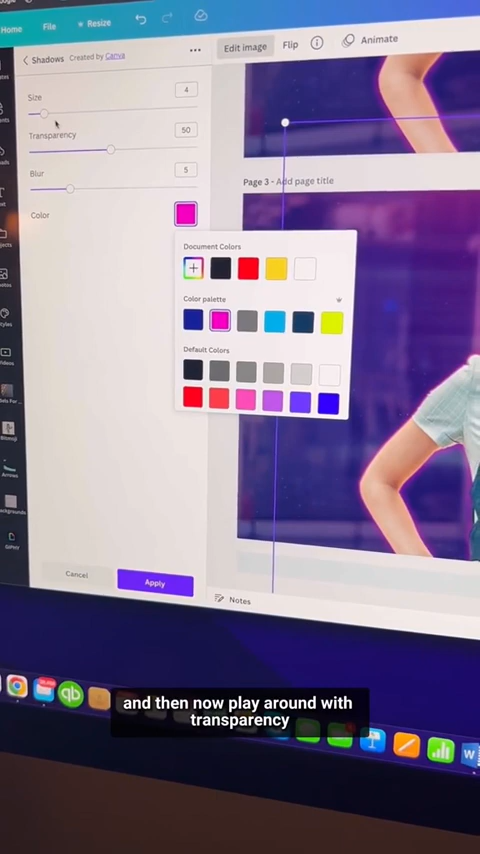 Home File Resize
Shadows Created by Canva
Edit image Flip Animate
Size 4
Transparency 50
Blur 5
Color
Page 3 - Add page title
Document Colors
Color palette
Default Colors
Cancel Apply
Notes
and then now play around with
transparency